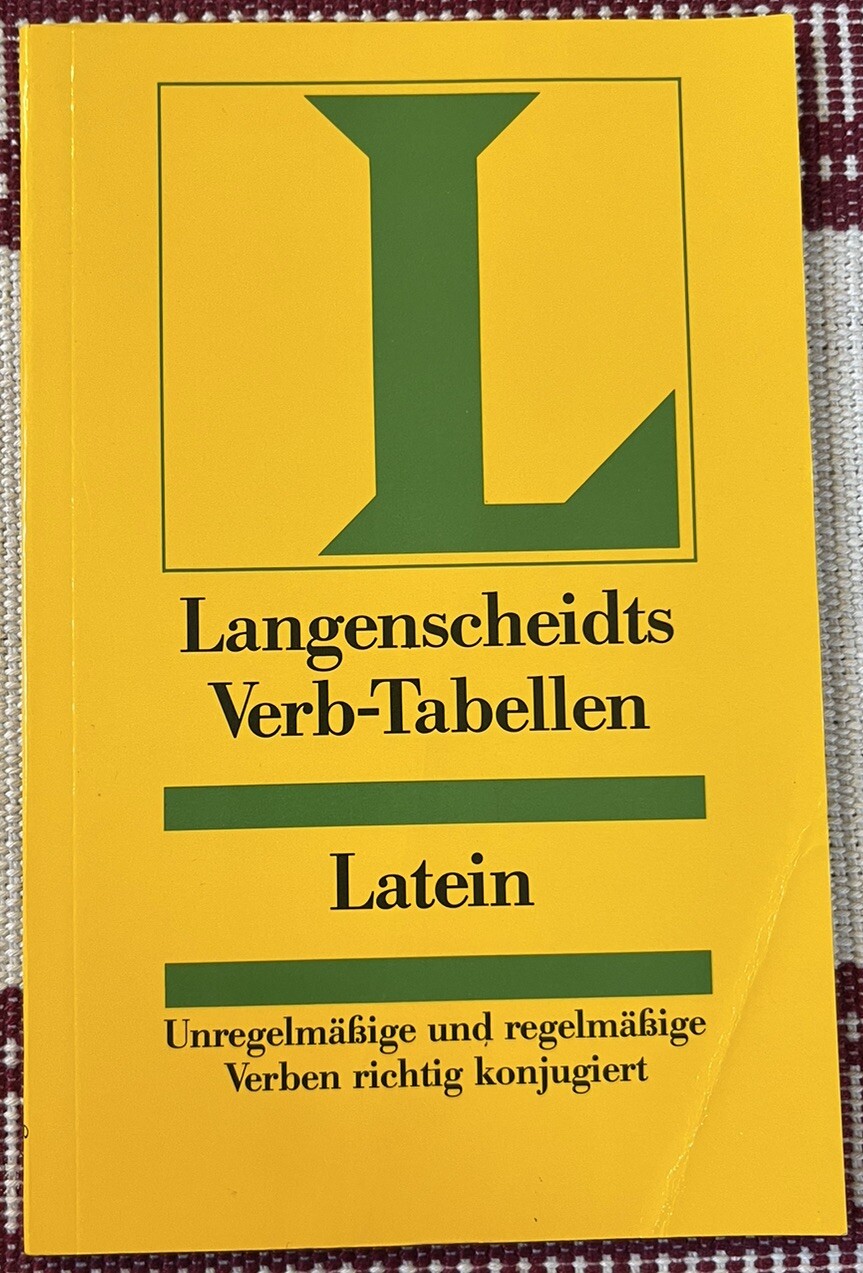 L
Langenscheidts
Verb-Tabellen
Latein
Unregelmäßige und regelmäßige
Verben richtig konjugiert